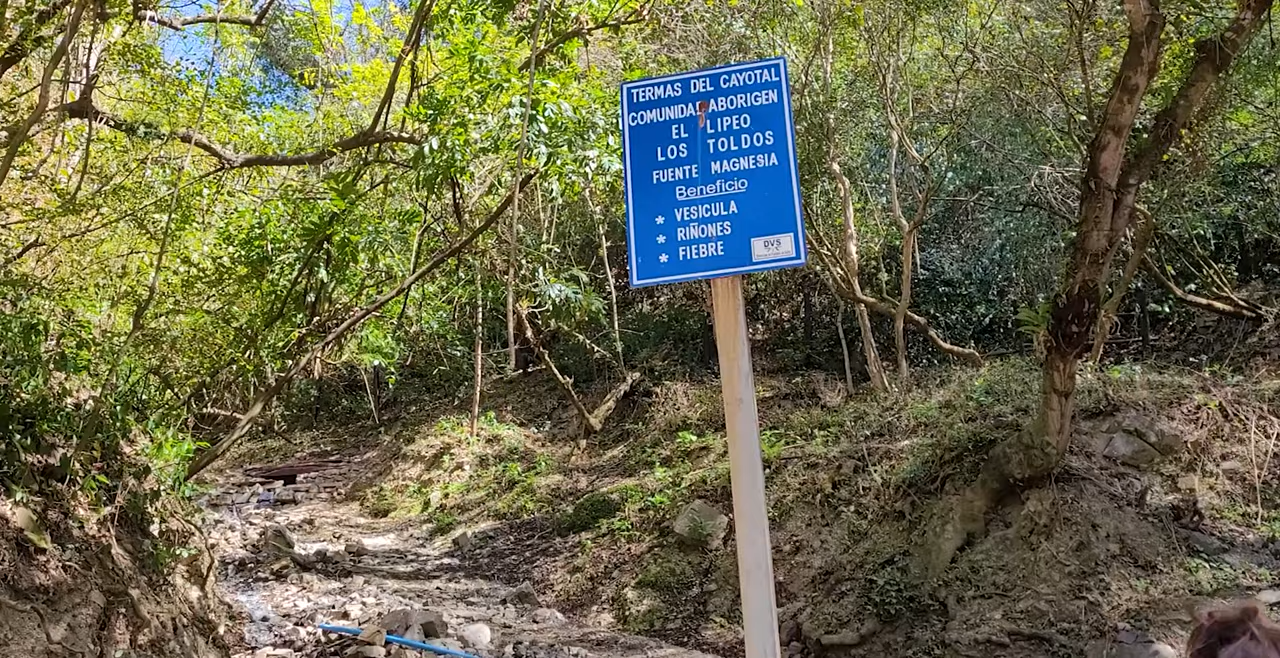 TERMAS DEL CAYOTAL
COMUNIDAD ABORIGEN
EL LIPEO
LOS TOLDOS
FUENTE MAGNESIA
Beneficio
* VESICULA
* RIÑONES
* FIEBRE
DVS